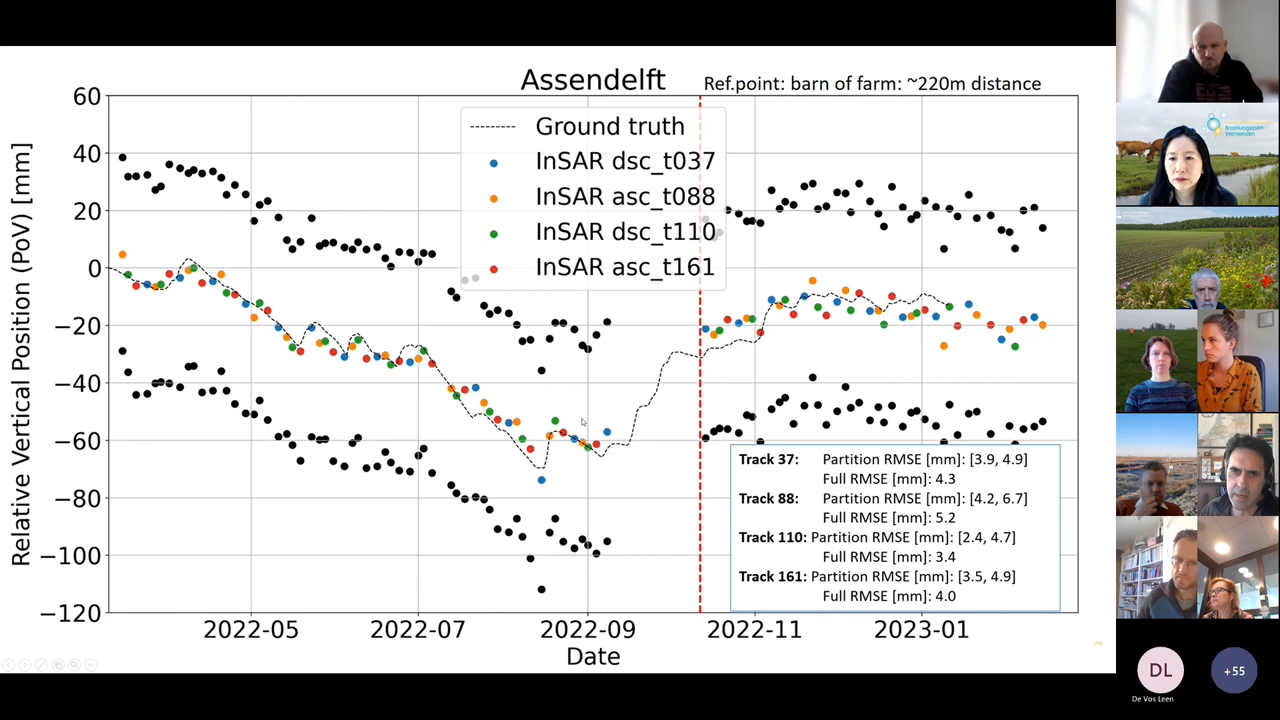 Assendelft
Ref.point: barn of farm: ~220m distance
Relative Vertical Position (PoV) [mm]
60
40
20
0
−20
−40
−60
−80
−100
−120
Ground truth
InSAR dsc_t037
InSAR asc_t088
InSAR dsc_t110
InSAR asc_t161
Track 37: Partition RMSE [mm]: [3.9, 4.9]
Full RMSE [mm]: 4.3
Track 88: Partition RMSE [mm]: [4.2, 6.7]
Full RMSE [mm]: 5.2
Track 110: Partition RMSE [mm]: [2.4, 4.7]
Full RMSE [mm]: 3.4
Track 161: Partition RMSE [mm]: [3.5, 4.9]
Full RMSE [mm]: 4.0
2022-05 2022-07 2022-09 2022-11 2023-01
Date
Broeikasgassen
Veenweiden
DL
De Vos Leen
+55